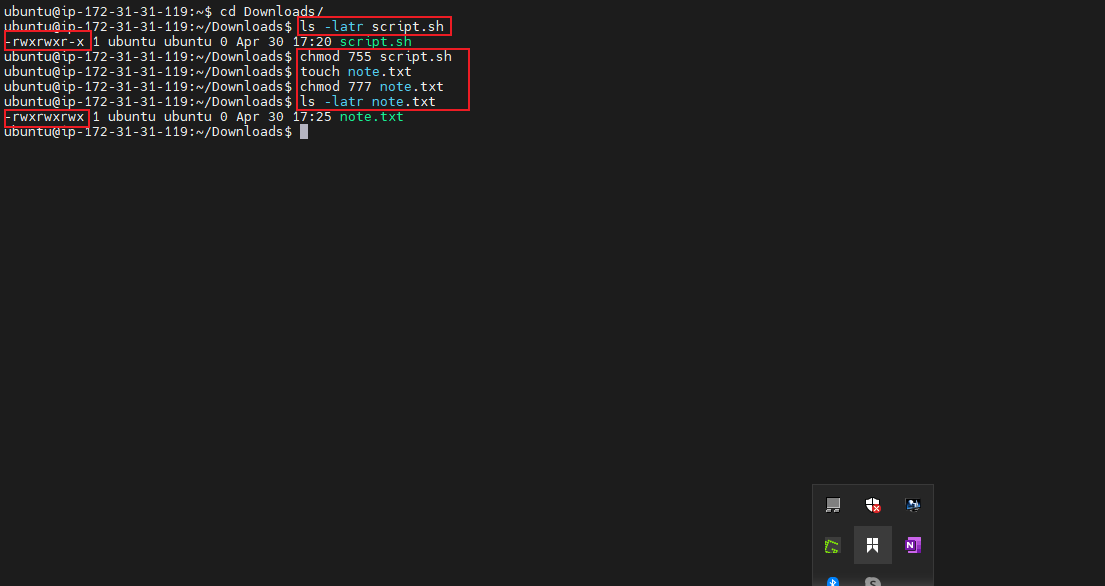 ubuntu@ip-172-31-31-119:~$ cd Downloads/
ubuntu@ip-172-31-31-119:~/Downloads$ ls -latr script.sh
-rwxrwxr-x 1 ubuntu ubuntu 0 Apr 30 17:20 script.sh
ubuntu@ip-172-31-31-119:~/Downloads$ chmod 755 script.sh
ubuntu@ip-172-31-31-119:~/Downloads$ touch note.txt
ubuntu@ip-172-31-31-119:~/Downloads$ chmod 777 note.txt
ubuntu@ip-172-31-31-119:~/Downloads$ ls -latr note.txt
-rwxrwxrwx 1 ubuntu ubuntu 0 Apr 30 17:25 note.txt
ubuntu@ip-172-31-31-119:~/Downloads$
N
S